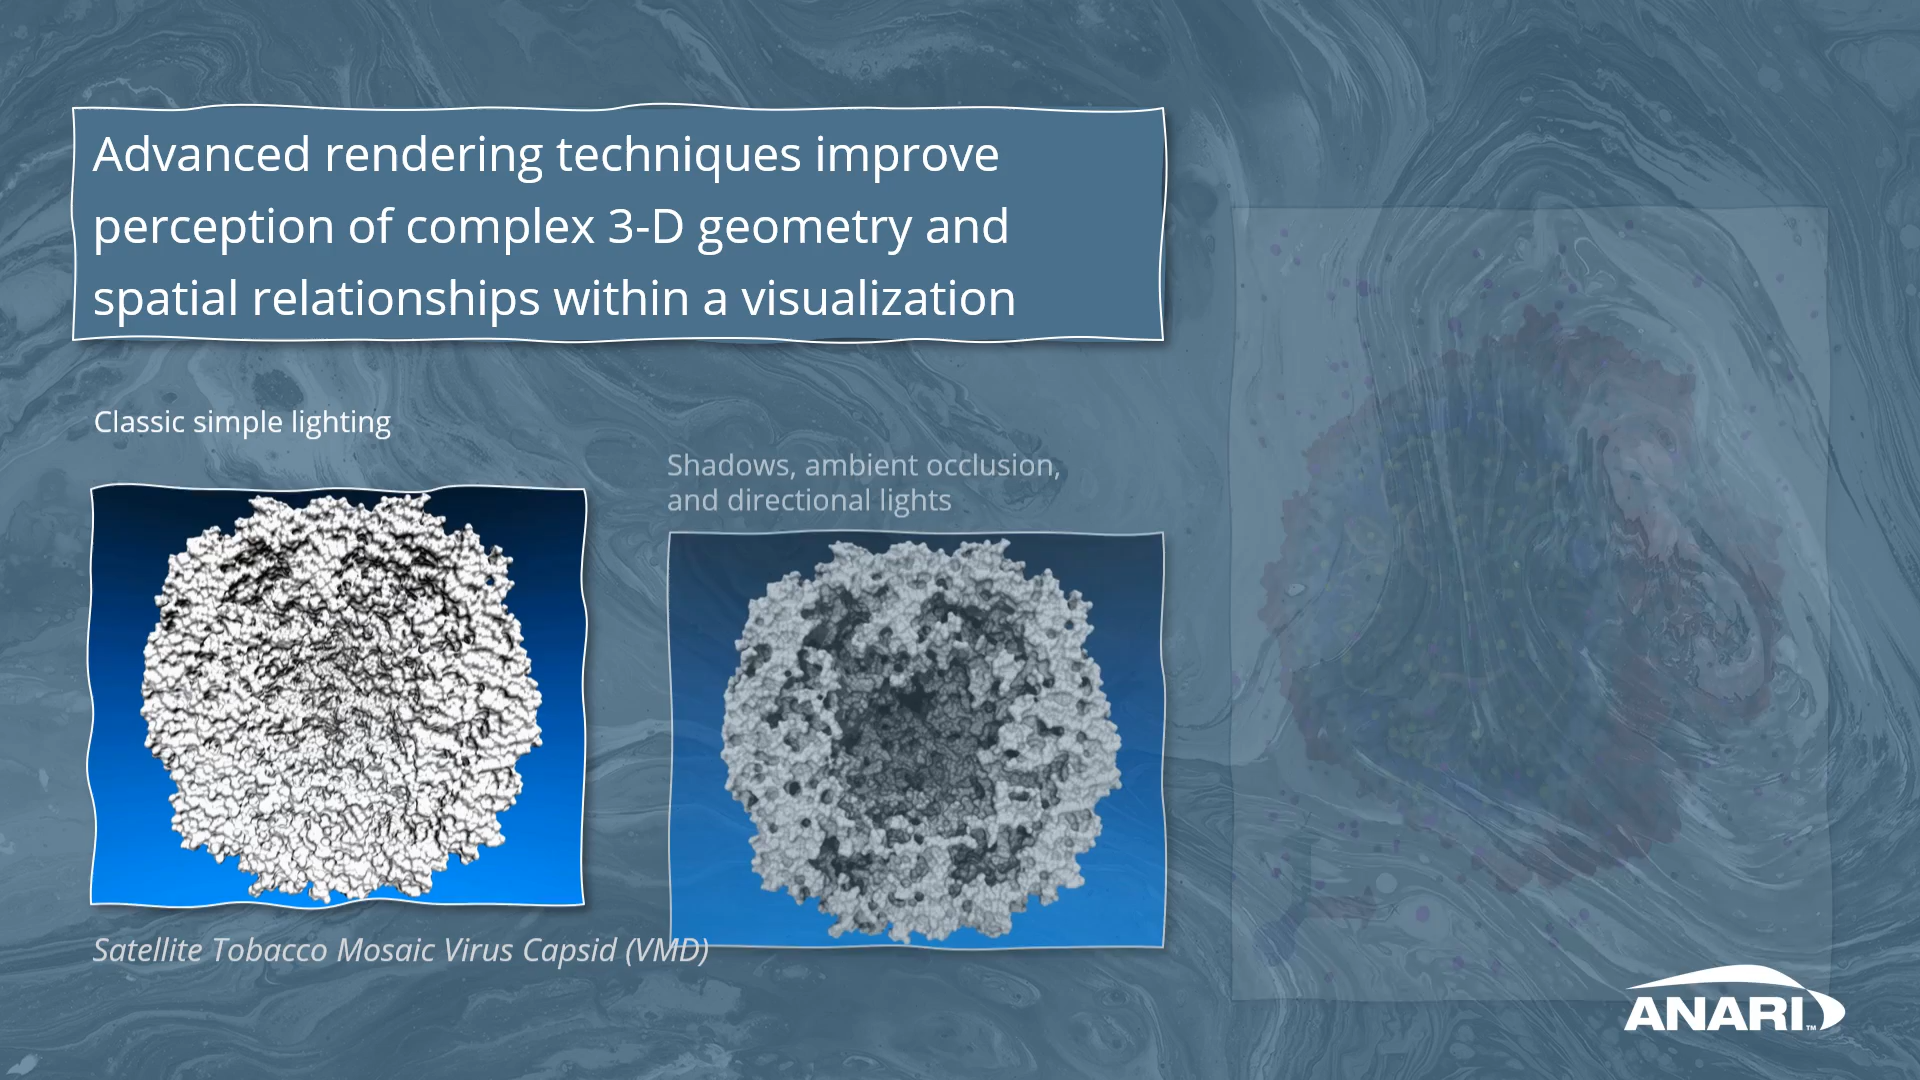 Advanced rendering techniques improve
perception of complex 3-D geometry and
spatial relationships within a visualization
Classic simple lighting
Shadows, ambient occlusion,
and directional lights
Satellite Tobacco Mosaic Virus Capsid (VMD)
ANARI™